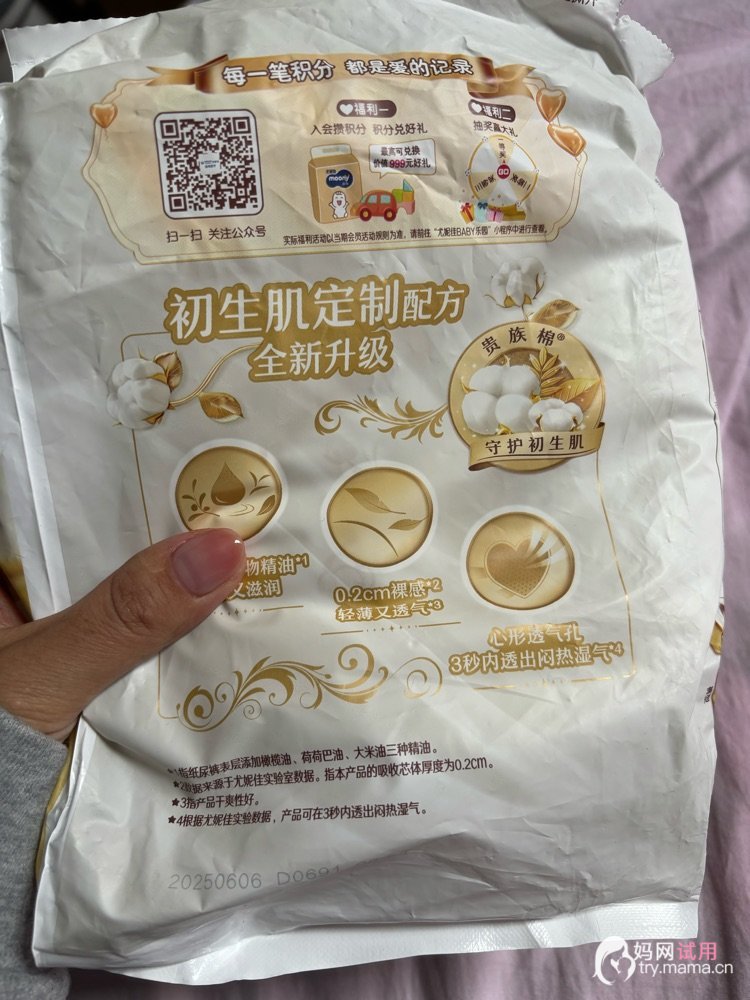 每一笔积分 都是爱的记录
福利一
入会攒积分 积分兑好礼
最高可兑换
价值999元好礼
moony
福利二
抽奖赢大礼
GO
扫一扫 关注公众号
实际福利活动以当期会员活动规则为准，请前往“尤妮佳BABY乐园”小程序中进行查看。
初生肌定制配方
全新升级
贵族棉®
守护初生肌
物精油*1
又滋润
0.2cm裸感*2
轻薄又透气*3
心形透气孔
3秒内透出闷热湿气*4
1指纸尿裤表层添加橄榄油、荷荷巴油、大米油三种精油。
★2数据来源于尤妮佳实验室数据。指本产品的吸收芯体厚度为0.2cm。
★3指产品干爽性好。
★4根据尤妮佳实验数据，产品可在3秒内透出闷热湿气。
20250606 D0691
妈网试用
try.mama.cn